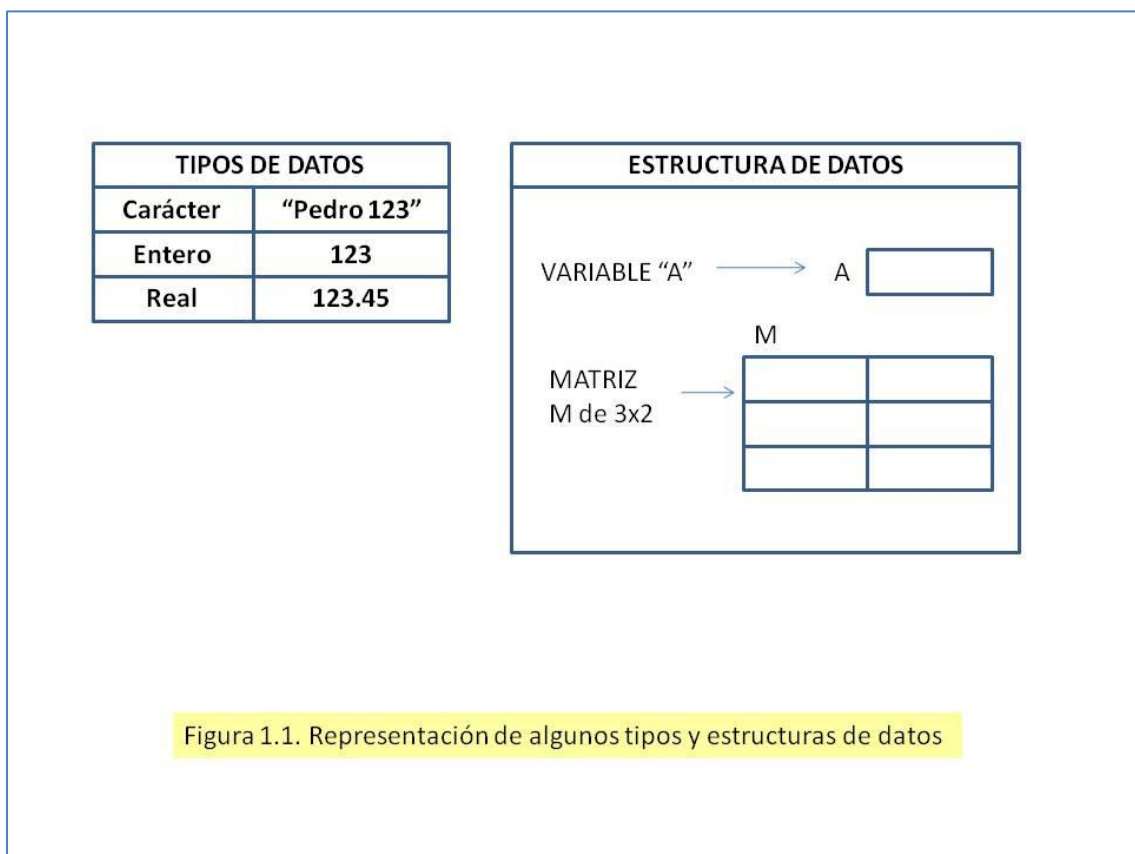 TIPOS DE DATOS
Carácter “Pedro 123”
Entero 123
Real 123.45
ESTRUCTURA DE DATOS
VARIABLE “A” A
M
MATRIZ
M de 3x2
Figura 1.1. Representación de algunos tipos y estructuras de datos